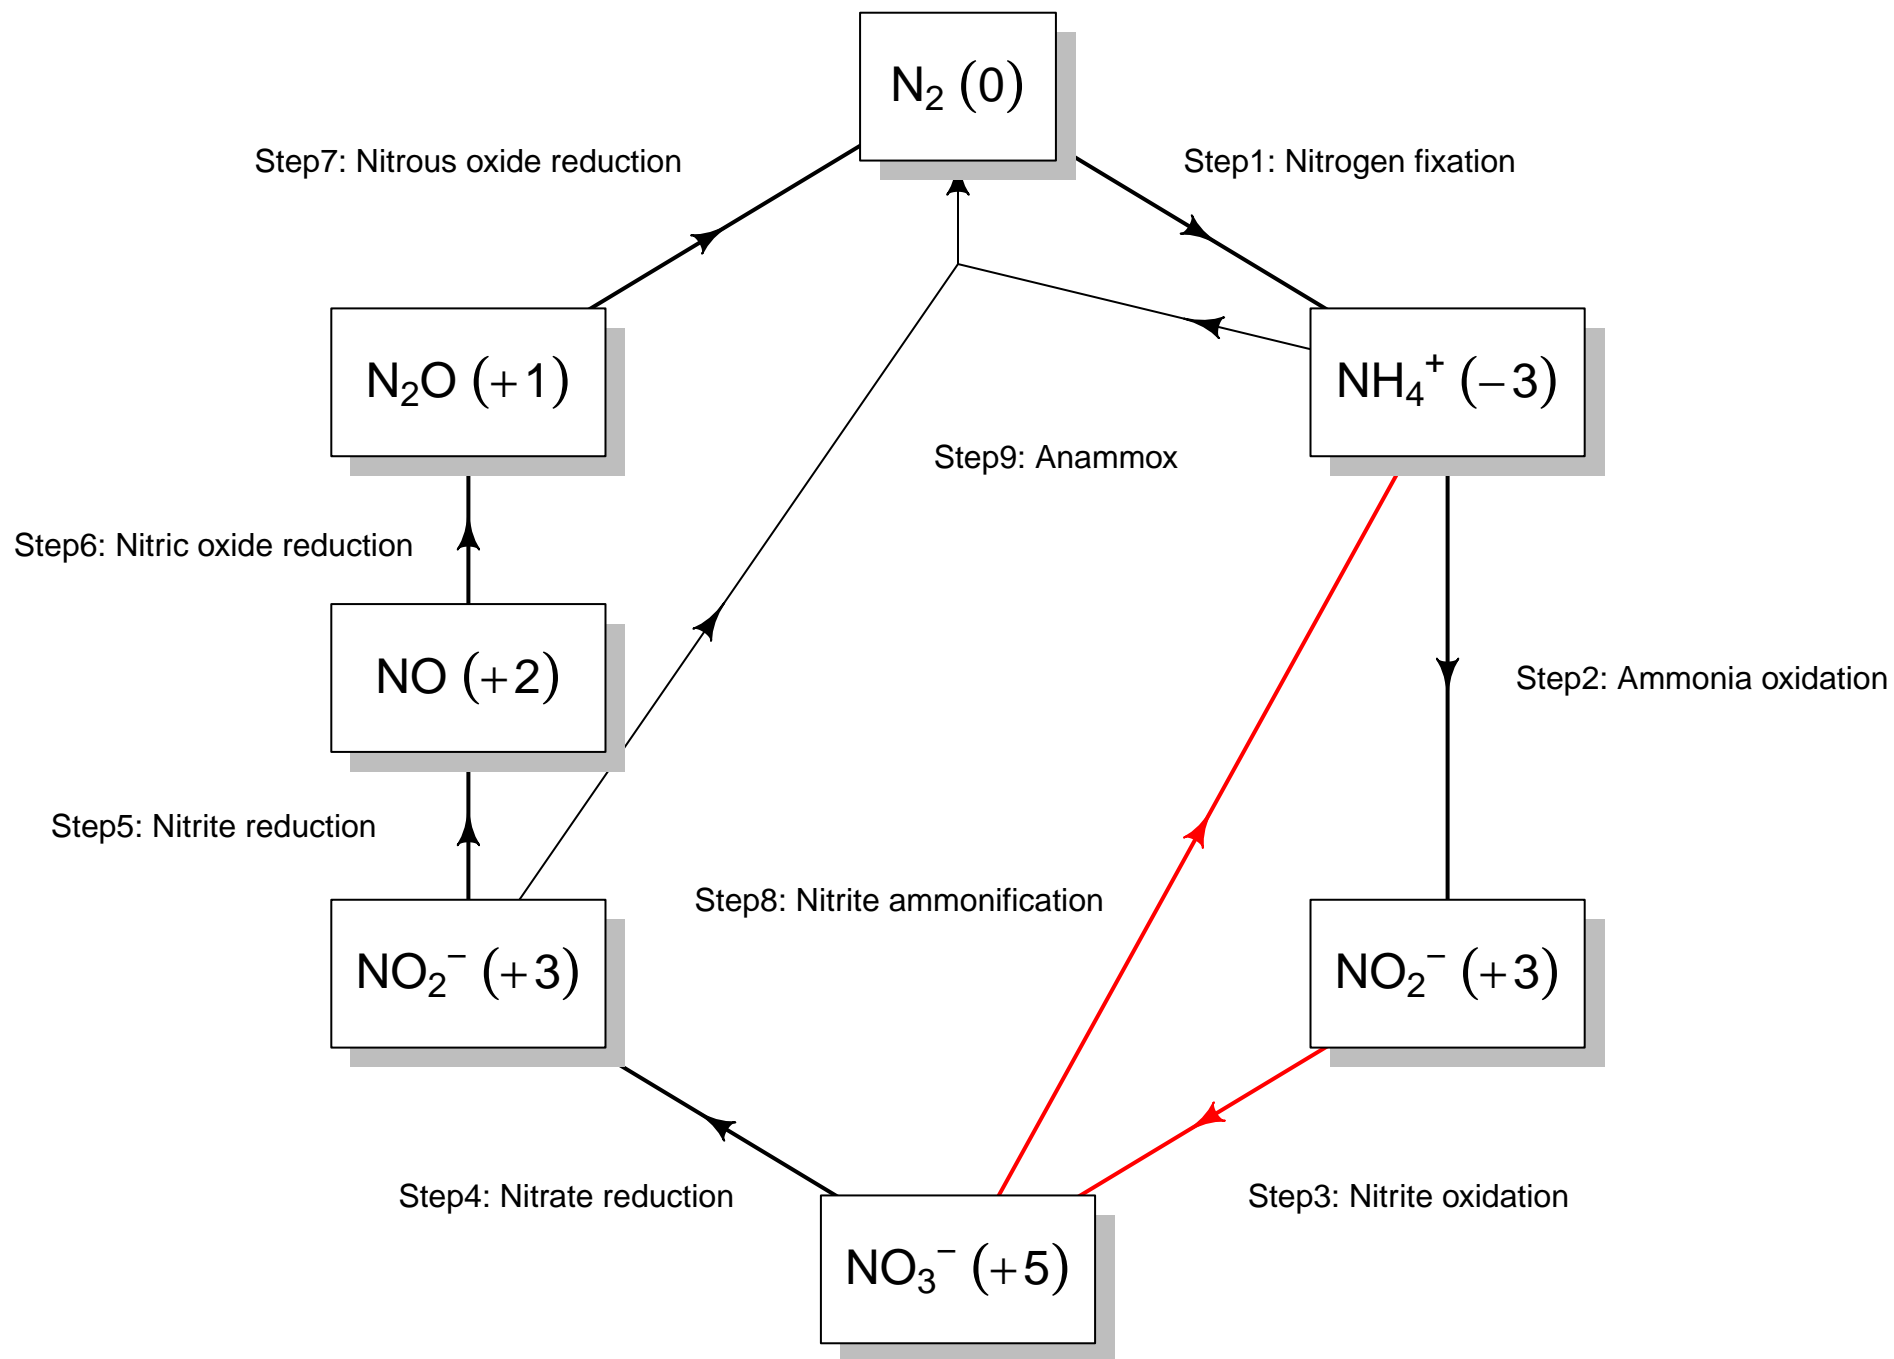 N₂ (0)
Step7: Nitrous oxide reduction
Step1: Nitrogen fixation
N₂O (+1)
NH₄⁺ (−3)
Step9: Anammox
Step6: Nitric oxide reduction
NO (+2)
Step2: Ammonia oxidation
Step5: Nitrite reduction
Step8: Nitrite ammonification
NO₂⁻ (+3)
NO₂⁻ (+3)
Step4: Nitrate reduction
Step3: Nitrite oxidation
NO₃⁻ (+5)